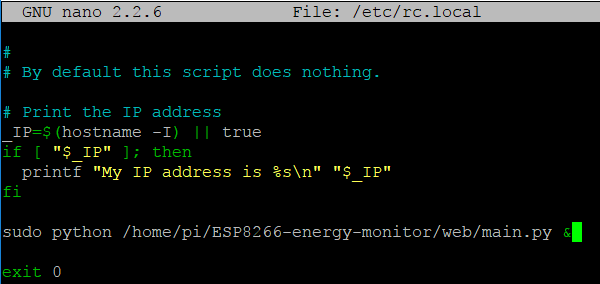 GNU nano 2.2.6 File: /etc/rc.local
#
# By default this script does nothing.
# Print the IP address
_IP=$(hostname -I) || true
if [ "$_IP" ]; then
printf "My IP address is %s\n" "$_IP"
fi
sudo python /home/pi/ESP8266-energy-monitor/web/main.py &
exit 0